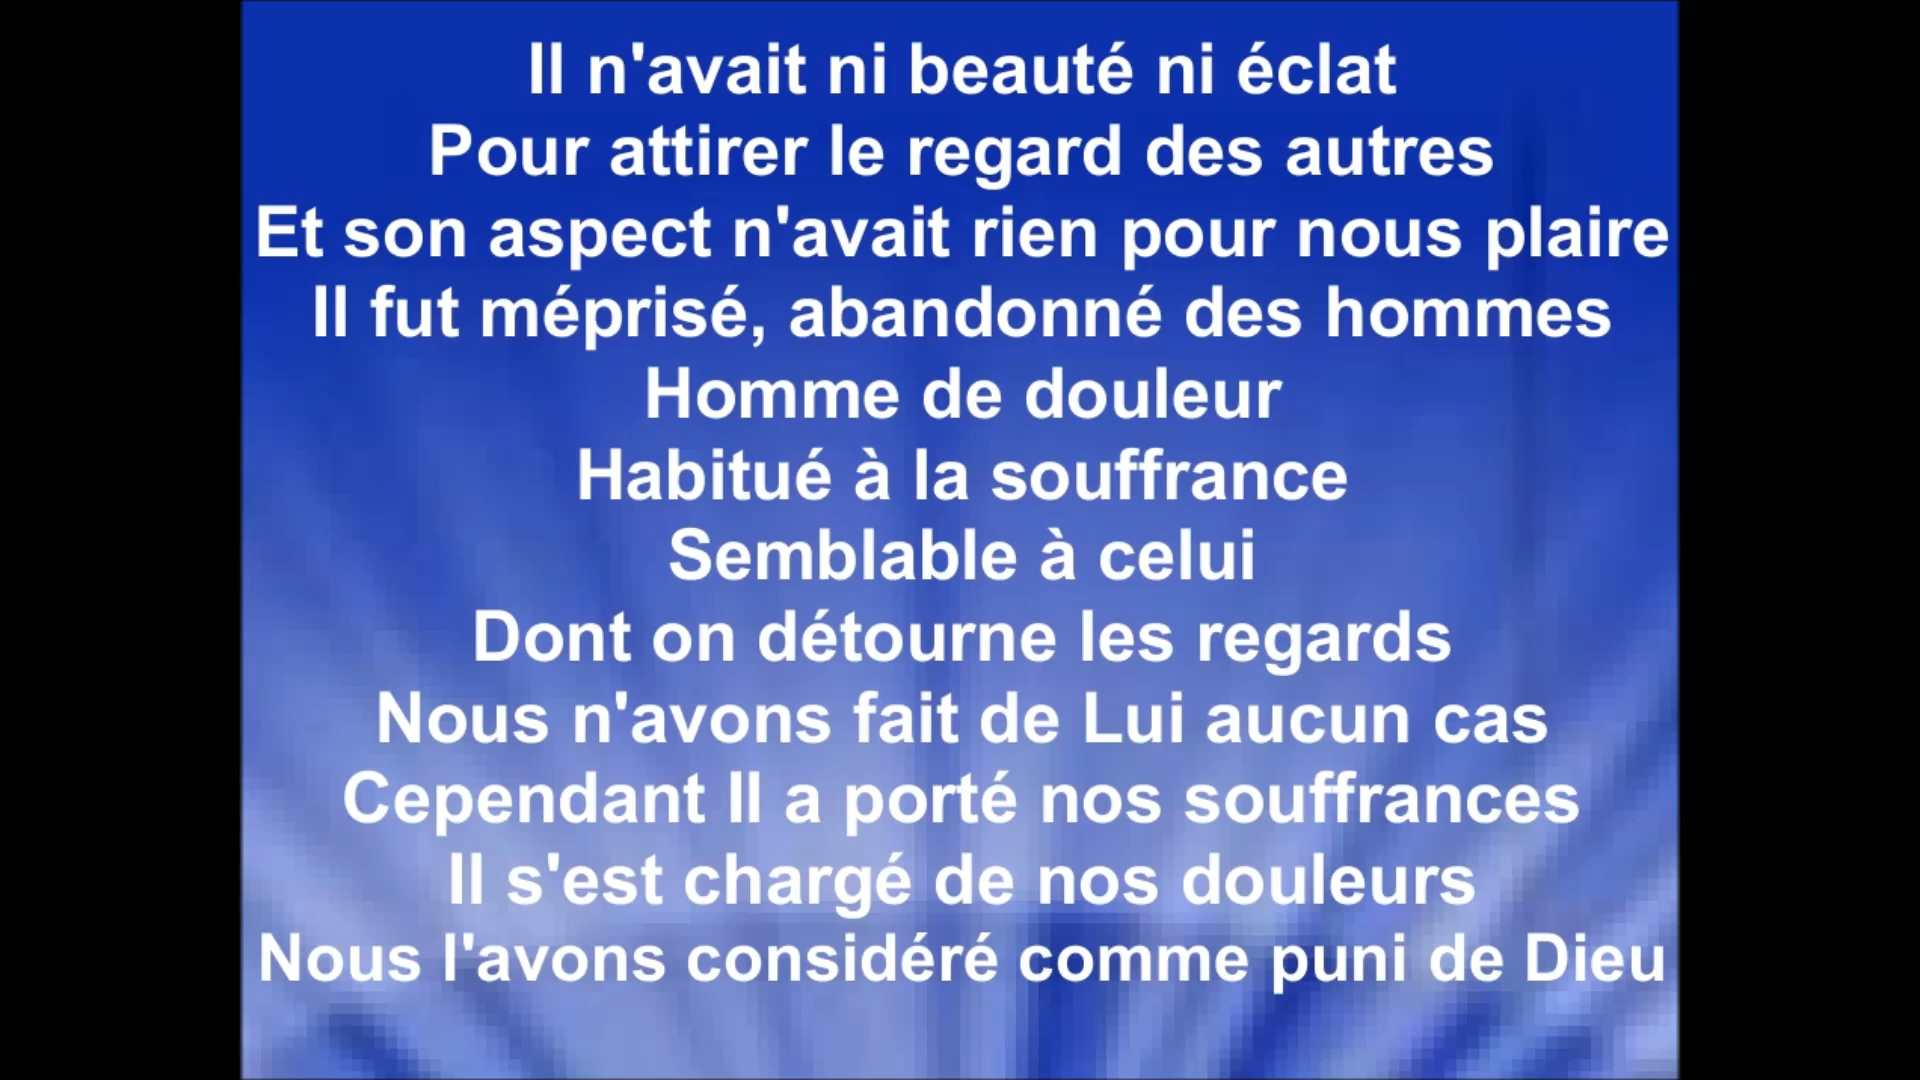 Il n'avait ni beauté ni éclat
Pour attirer le regard des autres
Et son aspect n'avait rien pour nous plaire
Il fut méprisé, abandonné des hommes
Homme de douleur
Habitué à la souffrance
Semblable à celui
Dont on détourne les regards
Nous n'avons fait de Lui aucun cas
Cependant Il a porté nos souffrances
Il s'est chargé de nos douleurs
Nous l'avons considéré comme puni de Dieu